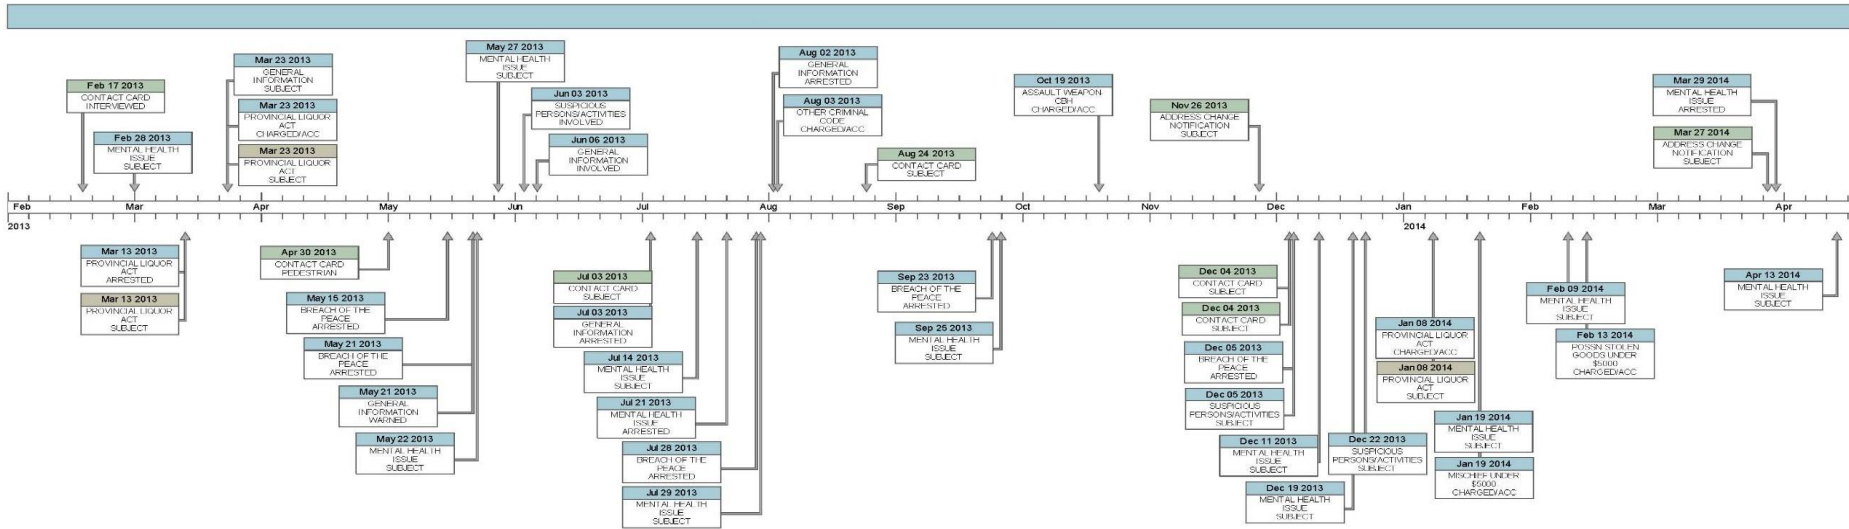 Feb 17 2013
CONTACT CARD
INTERVIEWED
Feb 28 2013
MENTAL HEALTH
ISSUE
SUBJECT
Mar 23 2013
GENERAL
INFORMATION
SUBJECT
Mar 23 2013
PROVINCIAL LIQUOR
ACT
CHARGED/ACC
Mar 23 2013
PROVINCIAL LIQUOR
ACT
SUBJECT
May 27 2013
MENTAL HEALTH
ISSUE
SUBJECT
Jun 03 2013
SUSPICIOUS
PERSONS/ACTIVITIES
INVOLVED
Jun 06 2013
GENERAL
INFORMATION
INVOLVED
Aug 02 2013
GENERAL
INFORMATION
ARRESTED
Aug 03 2013
OTHER CRIMINAL
CODE
CHARGED/ACC
Aug 24 2013
CONTACT CARD
SUBJECT
Oct 19 2013
ASSAULT WEAPON
CBH
CHARGED/ACC
Nov 26 2013
ADDRESS CHANGE
NOTIFICATION
SUBJECT
Mar 29 2014
MENTAL HEALTH
ISSUE
ARRESTED
Mar 27 2014
ADDRESS CHANGE
NOTIFICATION
SUBJECT
Feb Mar Apr May Jun Jul Aug Sep Oct Nov Dec Jan Feb Mar Apr
2013 2014
Mar 13 2013
PROVINCIAL LIQUOR
ACT
ARRESTED
Mar 13 2013
PROVINCIAL LIQUOR
ACT
SUBJECT
Apr 30 2013
CONTACT CARD
PEDESTRIAN
May 15 2013
BREACH OF THE
PEACE
ARRESTED
May 21 2013
BREACH OF THE
PEACE
ARRESTED
May 21 2013
GENERAL
INFORMATION
WARNED
May 22 2013
MENTAL HEALTH
ISSUE
SUBJECT
Jul 03 2013
CONTACT CARD
SUBJECT
Jul 03 2013
GENERAL
INFORMATION
ARRESTED
Jul 14 2013
MENTAL HEALTH
ISSUE
SUBJECT
Jul 21 2013
MENTAL HEALTH
ISSUE
ARRESTED
Jul 28 2013
BREACH OF THE
PEACE
ARRESTED
Jul 29 2013
MENTAL HEALTH
ISSUE
SUBJECT
Sep 23 2013
BREACH OF THE
PEACE
ARRESTED
Sep 25 2013
MENTAL HEALTH
ISSUE
SUBJECT
Dec 04 2013
CONTACT CARD
SUBJECT
Dec 04 2013
CONTACT CARD
SUBJECT
Dec 05 2013
BREACH OF THE
PEACE
ARRESTED
Dec 05 2013
SUSPICIOUS
PERSONS/ACTIVITIES
SUBJECT
Dec 11 2013
MENTAL HEALTH
ISSUE
SUBJECT
Dec 19 2013
MENTAL HEALTH
ISSUE
SUBJECT
Dec 22 2013
SUSPICIOUS
PERSONS/ACTIVITIES
SUBJECT
Jan 08 2014
PROVINCIAL LIQUOR
ACT
CHARGED/ACC
Jan 08 2014
PROVINCIAL LIQUOR
ACT
SUBJECT
Jan 19 2014
MENTAL HEALTH
ISSUE
SUBJECT
Jan 19 2014
MISCHIEF UNDER
$5000
CHARGED/ACC
Feb 09 2014
MENTAL HEALTH
ISSUE
SUBJECT
Feb 13 2014
POSSN STOLEN
GOODS UNDER
$5000
CHARGED/ACC
Apr 13 2014
MENTAL HEALTH
ISSUE
SUBJECT